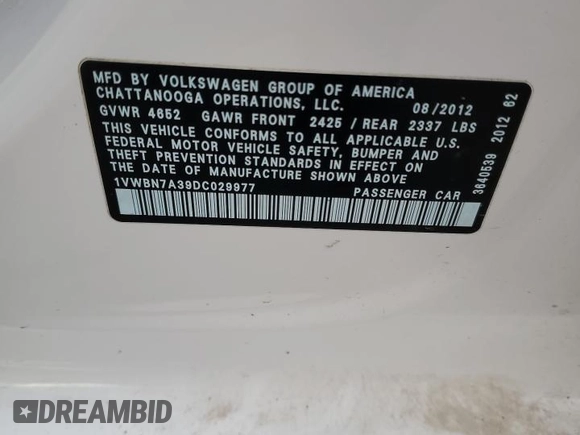 MFD BY VOLKSWAGEN GROUP OF AMERICA
CHATTANOOGA OPERATIONS, LLC. 08/2012
GVWR 4652 GAWR FRONT 2425 / REAR 2337 LBS
THIS VEHICLE CONFORMS TO ALL APPLICABLE U.S.
FEDERAL MOTOR VEHICLE SAFETY, BUMPER AND
THEFT PREVENTION STANDARDS IN EFFECT ON
THE DATE OF MANUFACTURE SHOWN ABOVE
1VWBN7A39DC029977 PASSENGER CAR
3640539 2012 62
DREAMBID